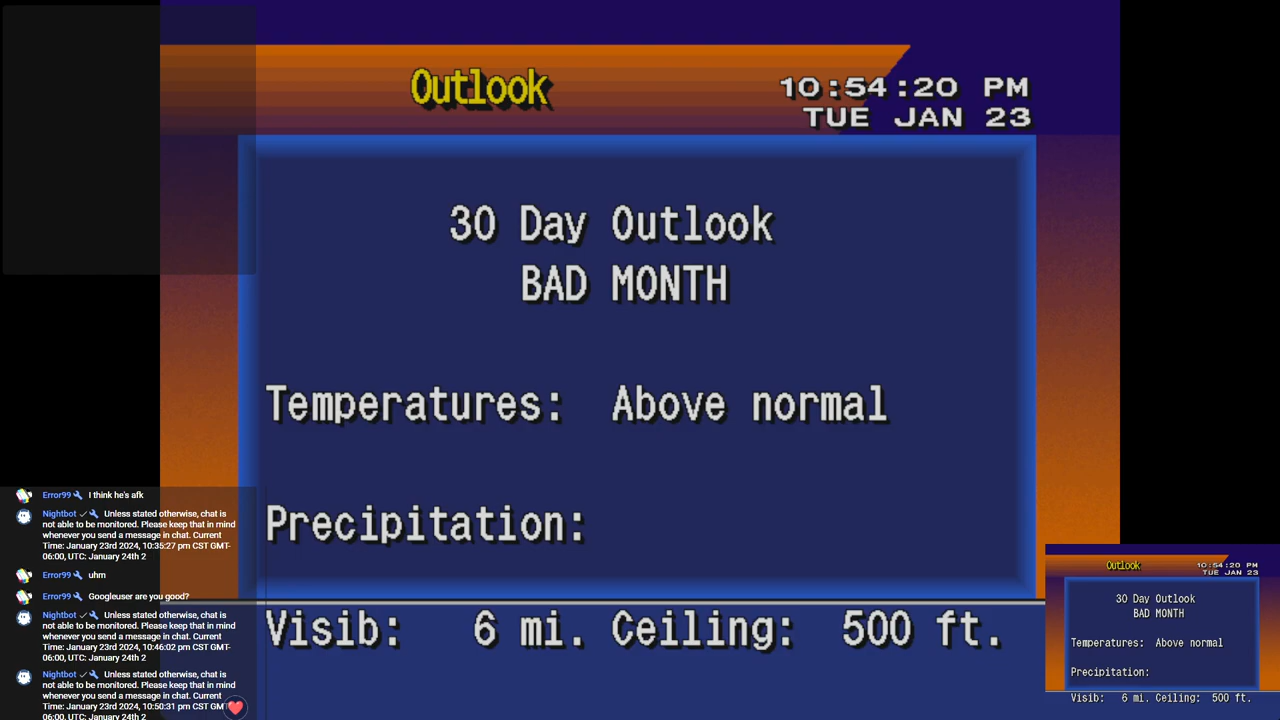 Outlook
10:54:20 PM
TUE JAN 23
30 Day Outlook
BAD MONTH
Temperatures: Above normal
Precipitation:
Visib: 6 mi. Ceiling: 500 ft.
Error99 I think he's afk
Nightbot Unless stated otherwise, chat is
not able to be monitored. Please keep that in mind
whenever you send a message in chat. Current
Time: January 23rd 2024, 10:35:27 pm CST GMT-
06:00, UTC: January 24th 2
Error99 uhm
Error99 Googleuser are you good?
Nightbot Unless stated otherwise, chat is
not able to be monitored. Please keep that in mind
whenever you send a message in chat. Current
Time: January 23rd 2024, 10:46:02 pm CST GMT-
06:00, UTC: January 24th 2
Nightbot Unless stated otherwise, chat is
not able to be monitored. Please keep that in mind
whenever you send a message in chat. Current
Time: January 23rd 2024, 10:50:31 pm CST GMT
06:00, UTC: January 24th 2
Outlook
10:54:20 PM
TUE JAN 23
30 Day Outlook
BAD MONTH
Temperatures: Above normal
Precipitation:
Visib: 6 mi. Ceiling: 500 ft.